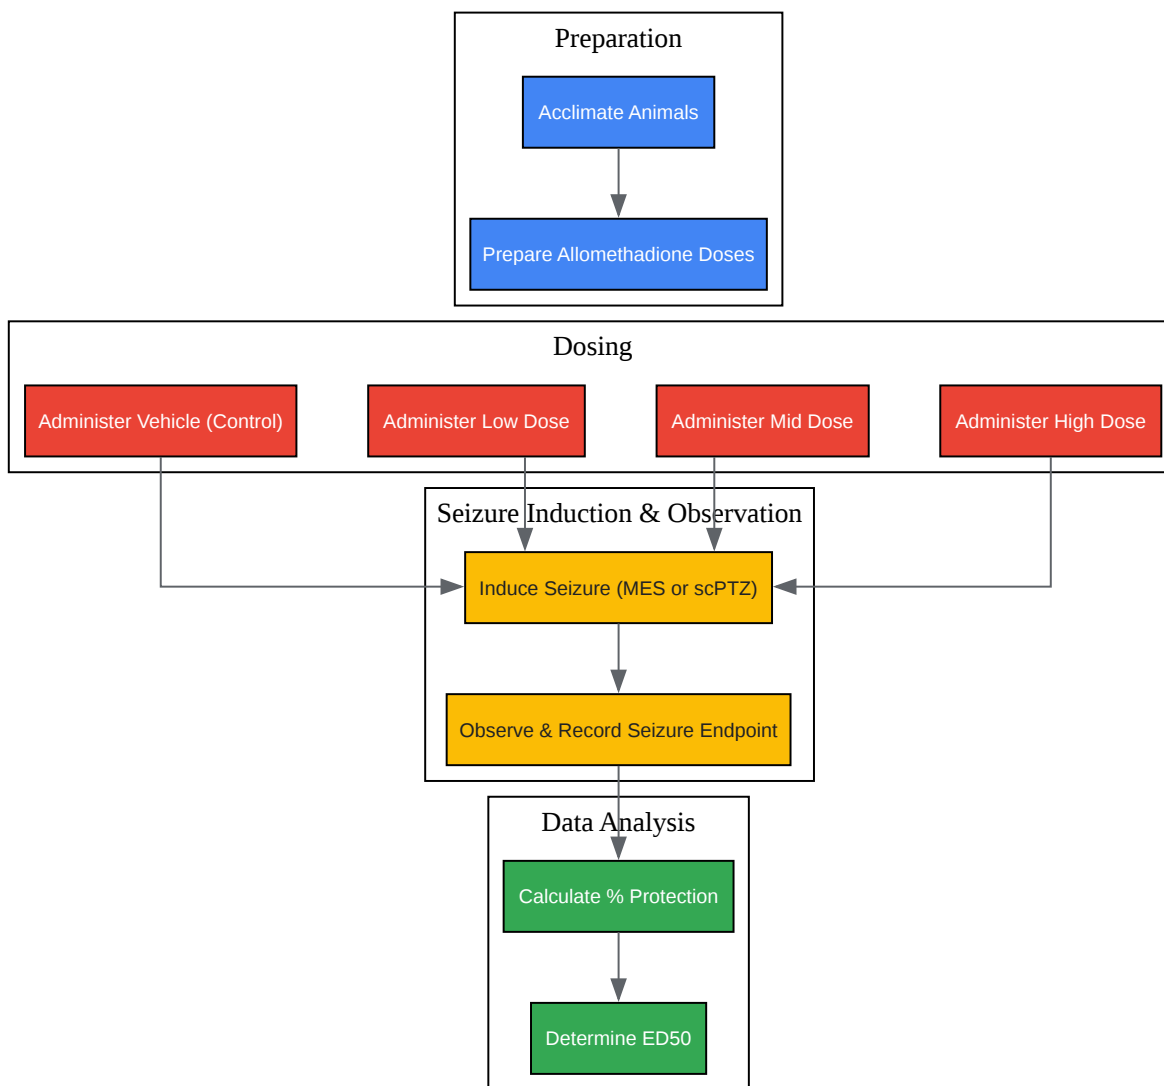 Preparation
Acclimate Animals
Prepare Allomethadione Doses
Dosing
Administer Vehicle (Control)
Administer Low Dose
Administer Mid Dose
Administer High Dose
Seizure Induction & Observation
Induce Seizure (MES or scPTZ)
Observe & Record Seizure Endpoint
Data Analysis
Calculate % Protection
Determine ED50